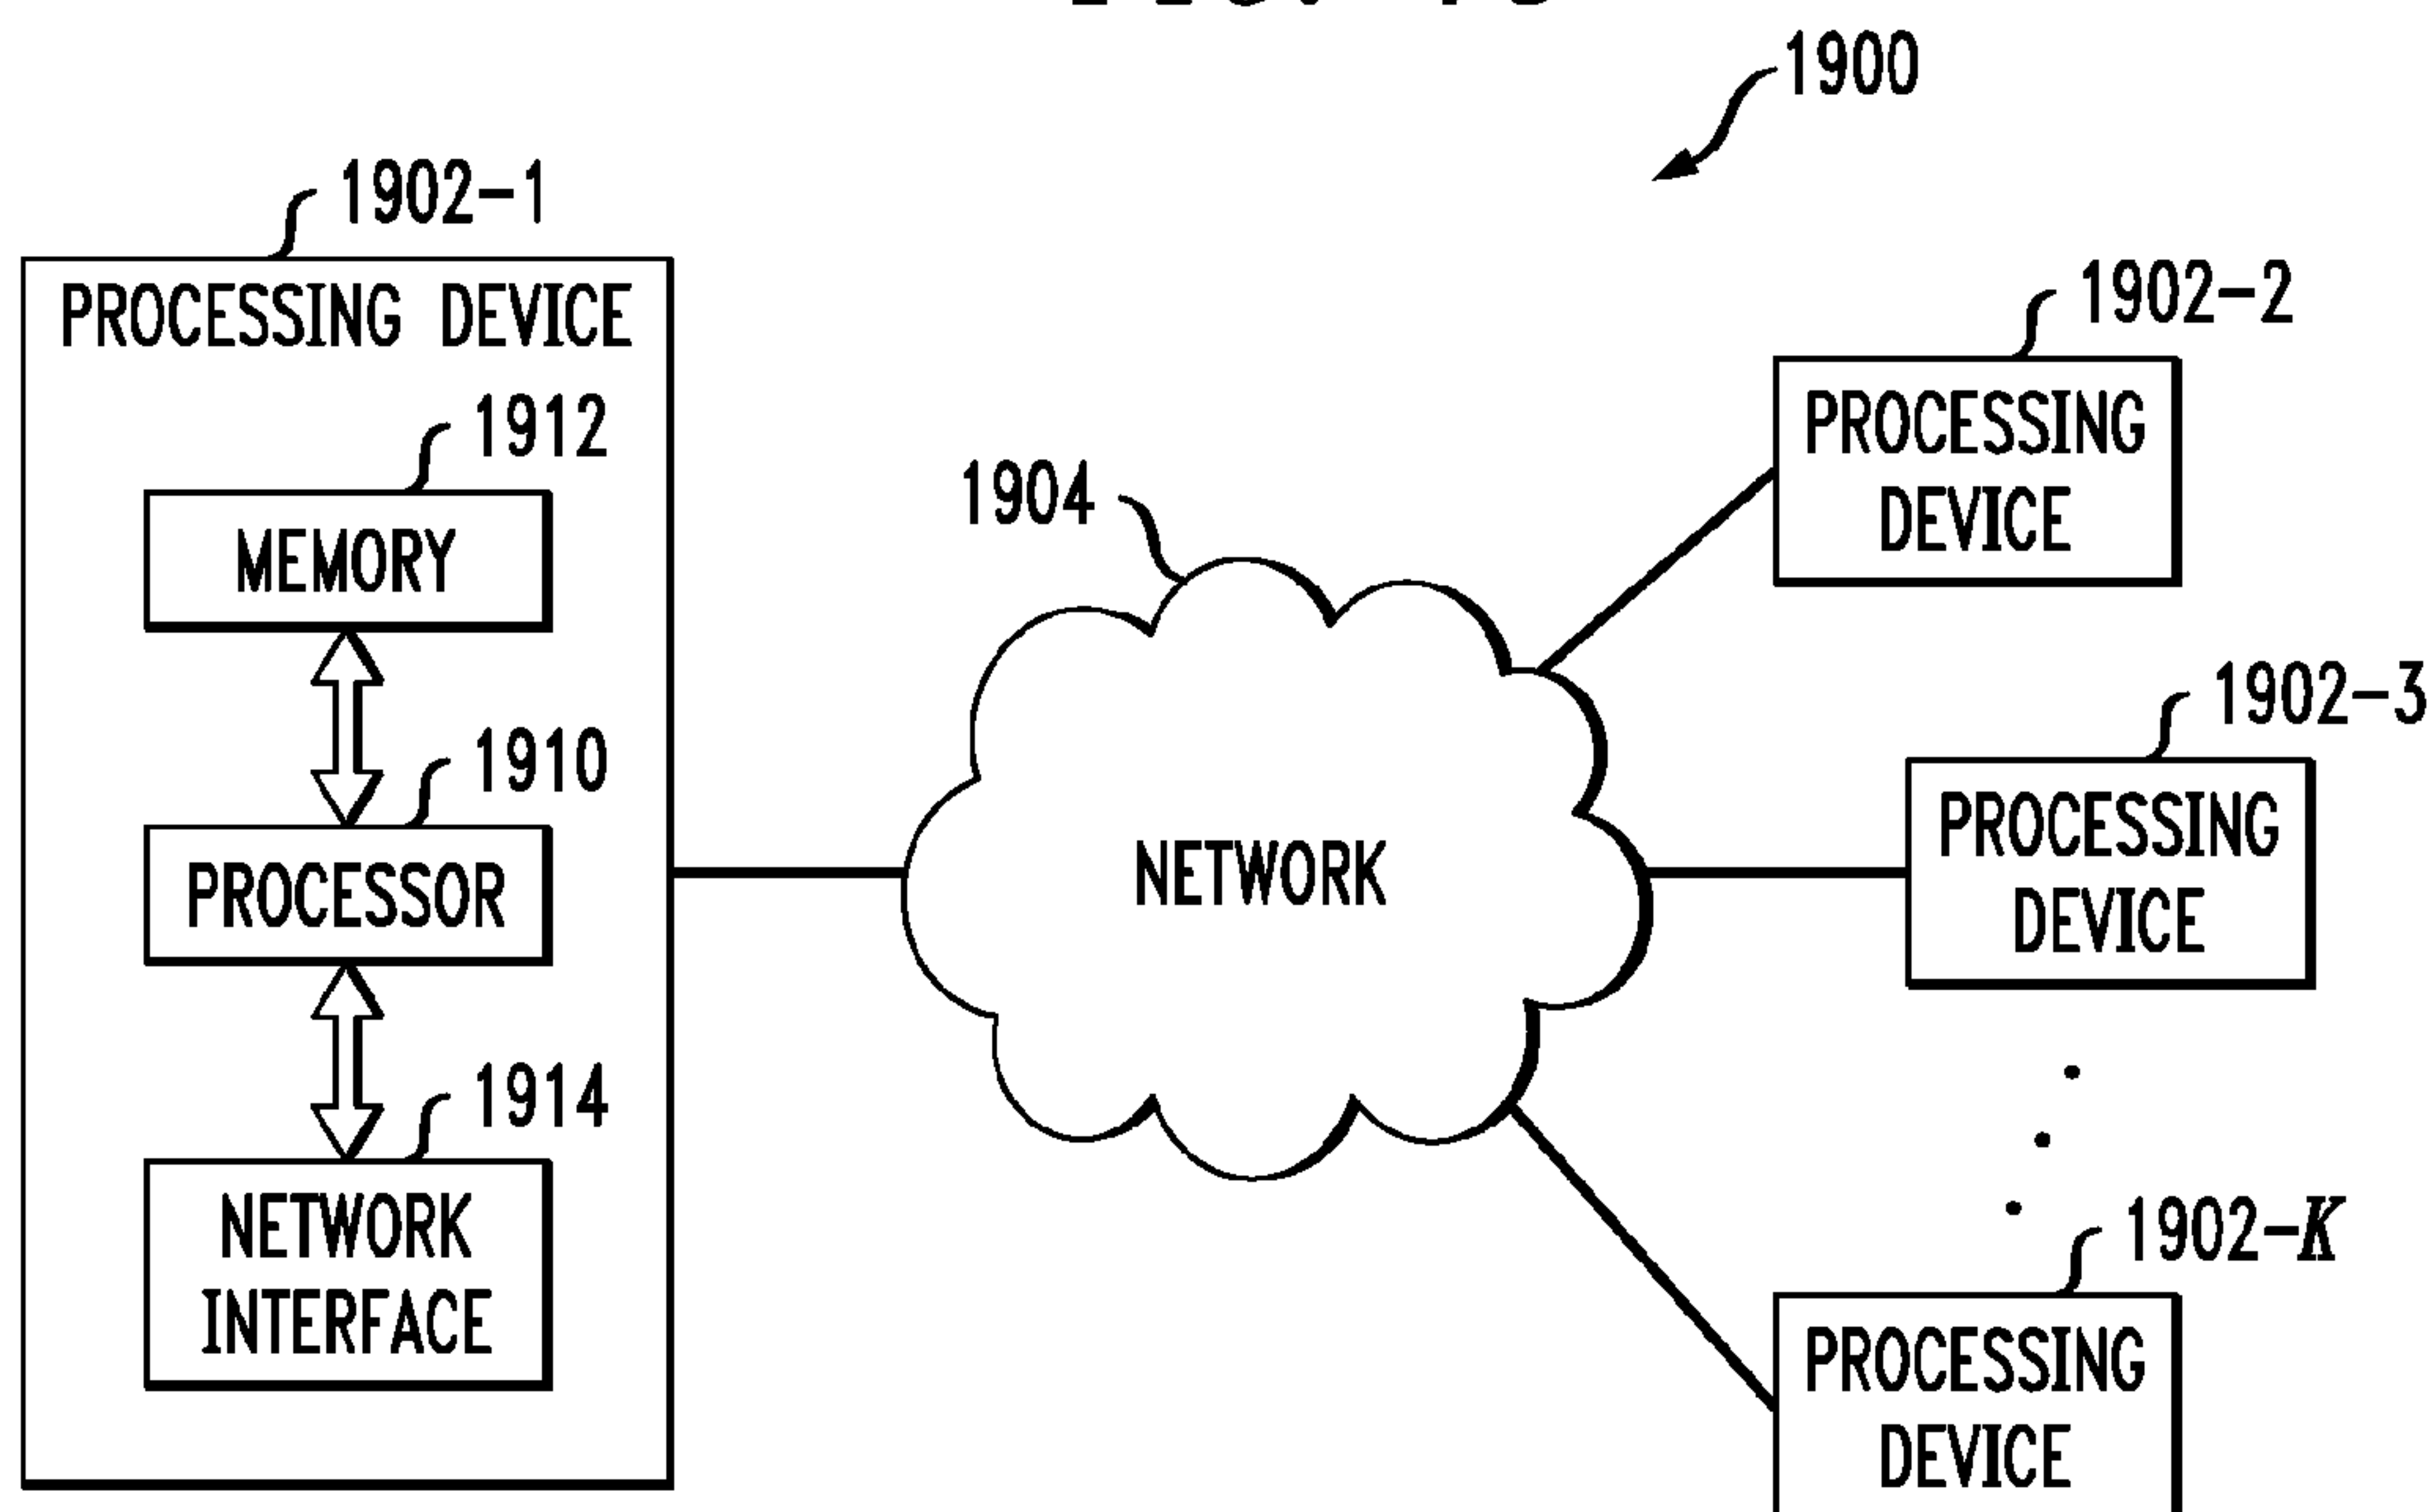 1900
1902-1
PROCESSING DEVICE
1912
MEMORY
1910
PROCESSOR
1914
NETWORK
INTERFACE
1904
NETWORK
1902-2
PROCESSING
DEVICE
1902-3
PROCESSING
DEVICE
1902-K
PROCESSING
DEVICE